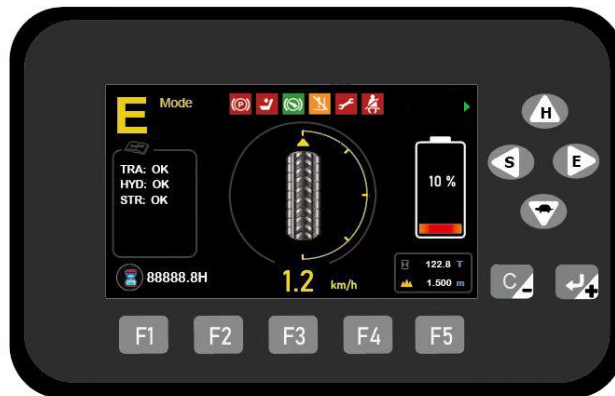 E Mode
(P)
TRA: OK
HYD: OK
STR: OK
10 %
88888.8H
1.2 km/h
122.8 T
1.500 m
H
S E
C - +
F1 F2 F3 F4 F5